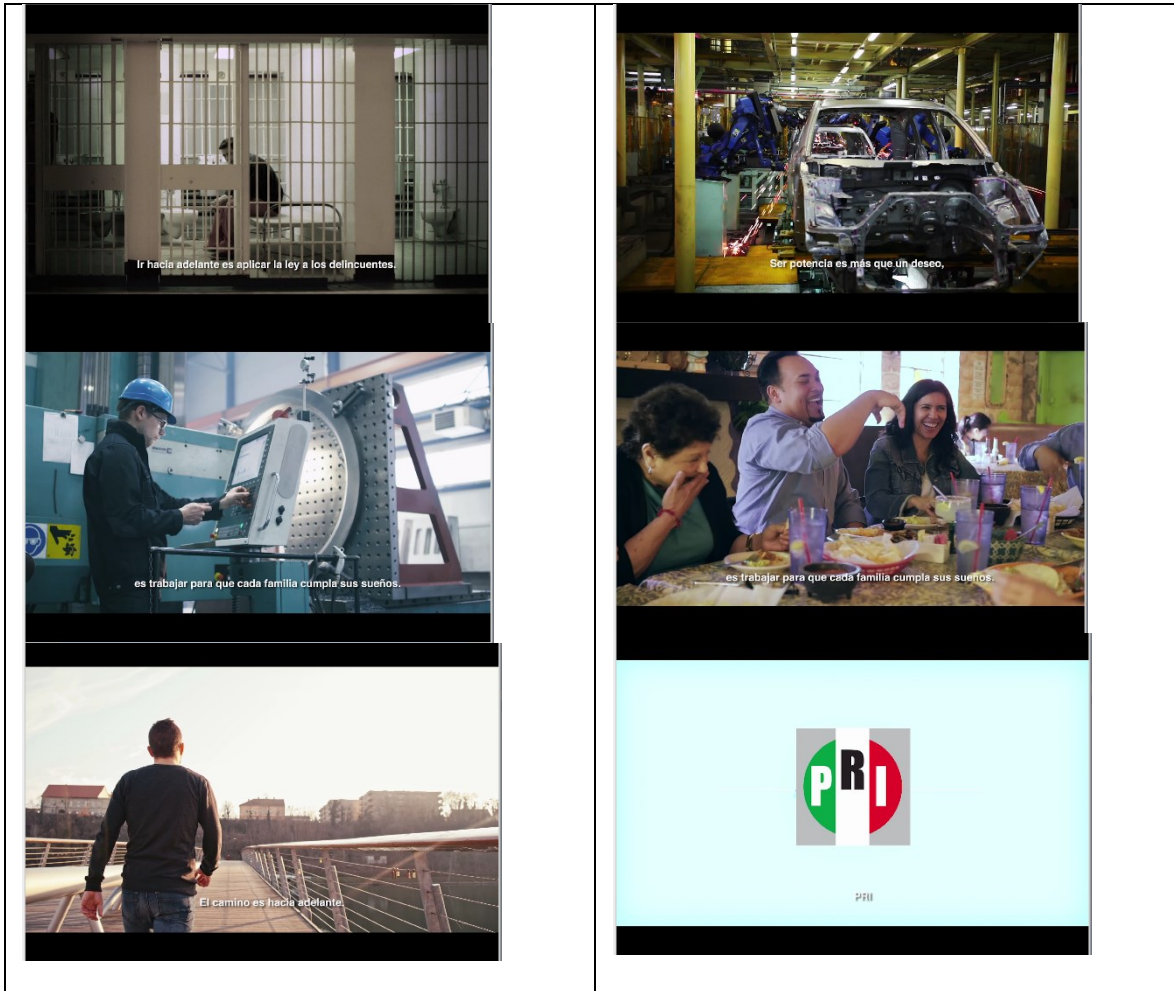 Ir hacia adelante es aplicar la ley a los delincuentes.
Ser potencia es más que un deseo,
es trabajar para que cada familia cumpla sus sueños.
es trabajar para que cada familia cumpla sus sueños.
El camino es hacia adelante.
PRI
PRI